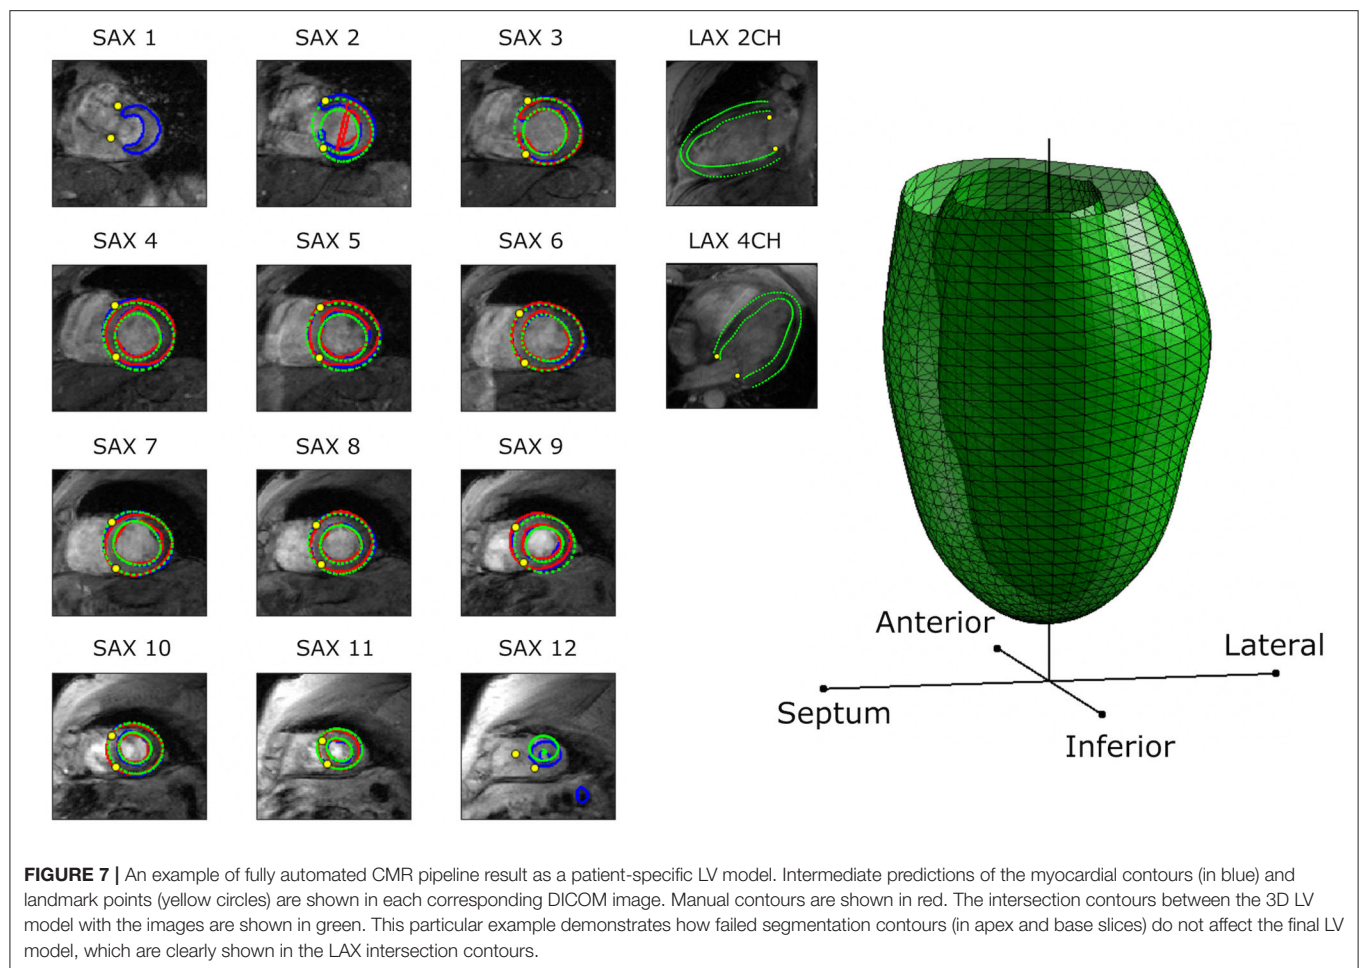 SAX 1
SAX 2
SAX 3
LAX 2CH
SAX 4
SAX 5
SAX 6
LAX 4CH
SAX 7
SAX 8
SAX 9
SAX 10
SAX 11
SAX 12
Anterior
Lateral
Septum
Inferior
FIGURE 7 | An example of fully automated CMR pipeline result as a patient-specific LV model. Intermediate predictions of the myocardial contours (in blue) and
landmark points (yellow circles) are shown in each corresponding DICOM image. Manual contours are shown in red. The intersection contours between the 3D LV
model with the images are shown in green. This particular example demonstrates how failed segmentation contours (in apex and base slices) do not affect the final LV
model, which are clearly shown in the LAX intersection contours.